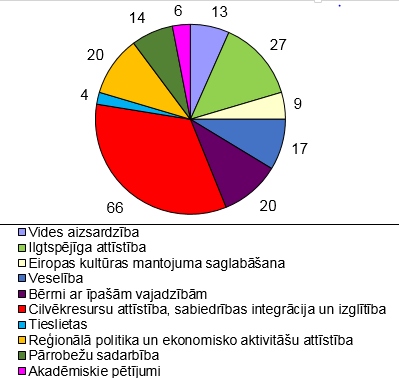 6
13
14
27
20
9
4
17
66
20
Vides aizsardzība
Ilgtspējīga attīstība
Eiropas kultūras mantojuma saglabāšana
Veselība
Bērni ar īpašām vajadzībām
Cilvēkresursu attīstība, sabiedrības integrācija un izglītība
Tieslietas
Reģionālā politika un ekonomisko aktivitāšu attīstība
Pārrobežu sadarbība
Akadēmiskie pētījumi